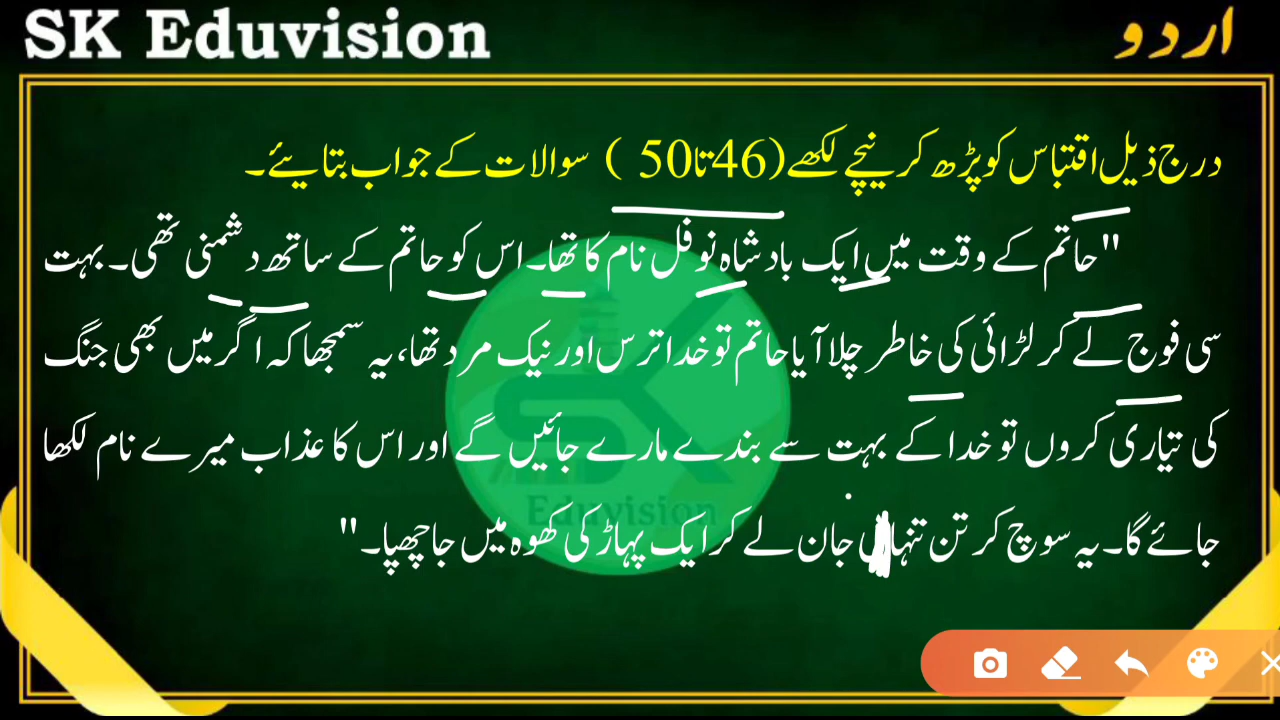 SK Eduvision
اردو
درج ذیل اقتباس کو پڑھ کر نیچے لکھے (46 تا 50 ) سوالات کے جواب بتایئے۔
"حاتم کے وقت میں ایک بادشاہ نوفل نام کا تھا۔ اس کو حاتم کے ساتھ دشمنی تھی۔ بہت
سی فوج لے کر لڑائی کی خاطر چلا آیا حاتم تو خدا ترس اور نیک مرد تھا، یہ سمجھا کہ اگر میں بھی جنگ
کی تیاری کروں تو خدا کے بہت سے بندے مارے جائیں گے اور اس کا عذاب میرے نام لکھا
جائے گا۔ یہ سوچ کر تن تنہا جان لے کر ایک پہاڑ کی کھوہ میں جا چھپا۔"
Eduvision